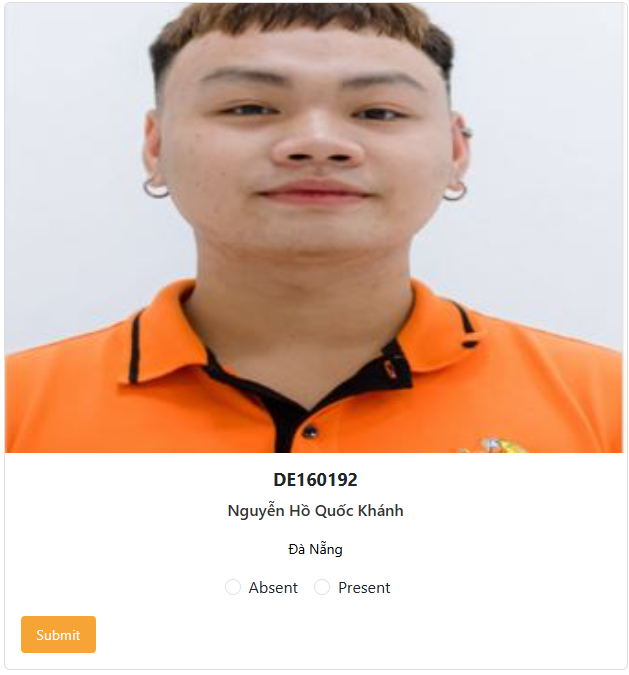 DE160192
Nguyễn Hồ Quốc Khánh
Đà Nẵng
Absent Present
Submit